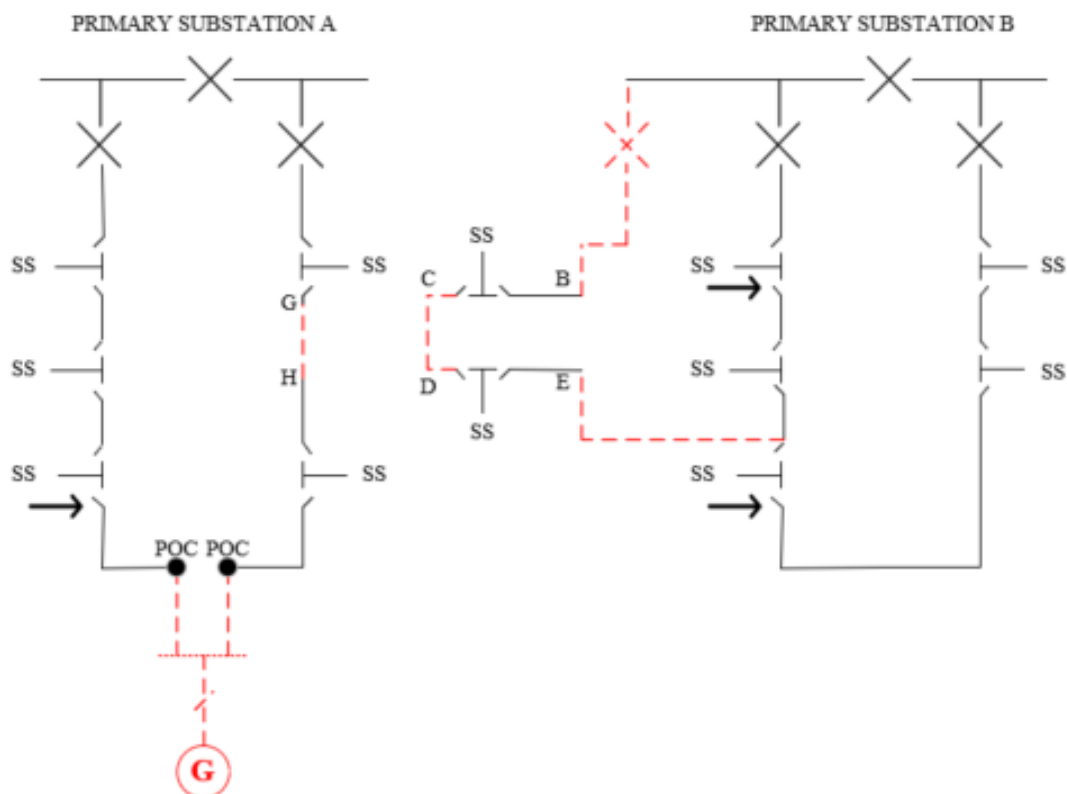 PRIMARY SUBSTATION A
PRIMARY SUBSTATION B
SS
SS
SS
SS
SS
G
C
B
SS
SS
H
SS
SS
D
E
SS
SS
SS
SS
POC POC
G